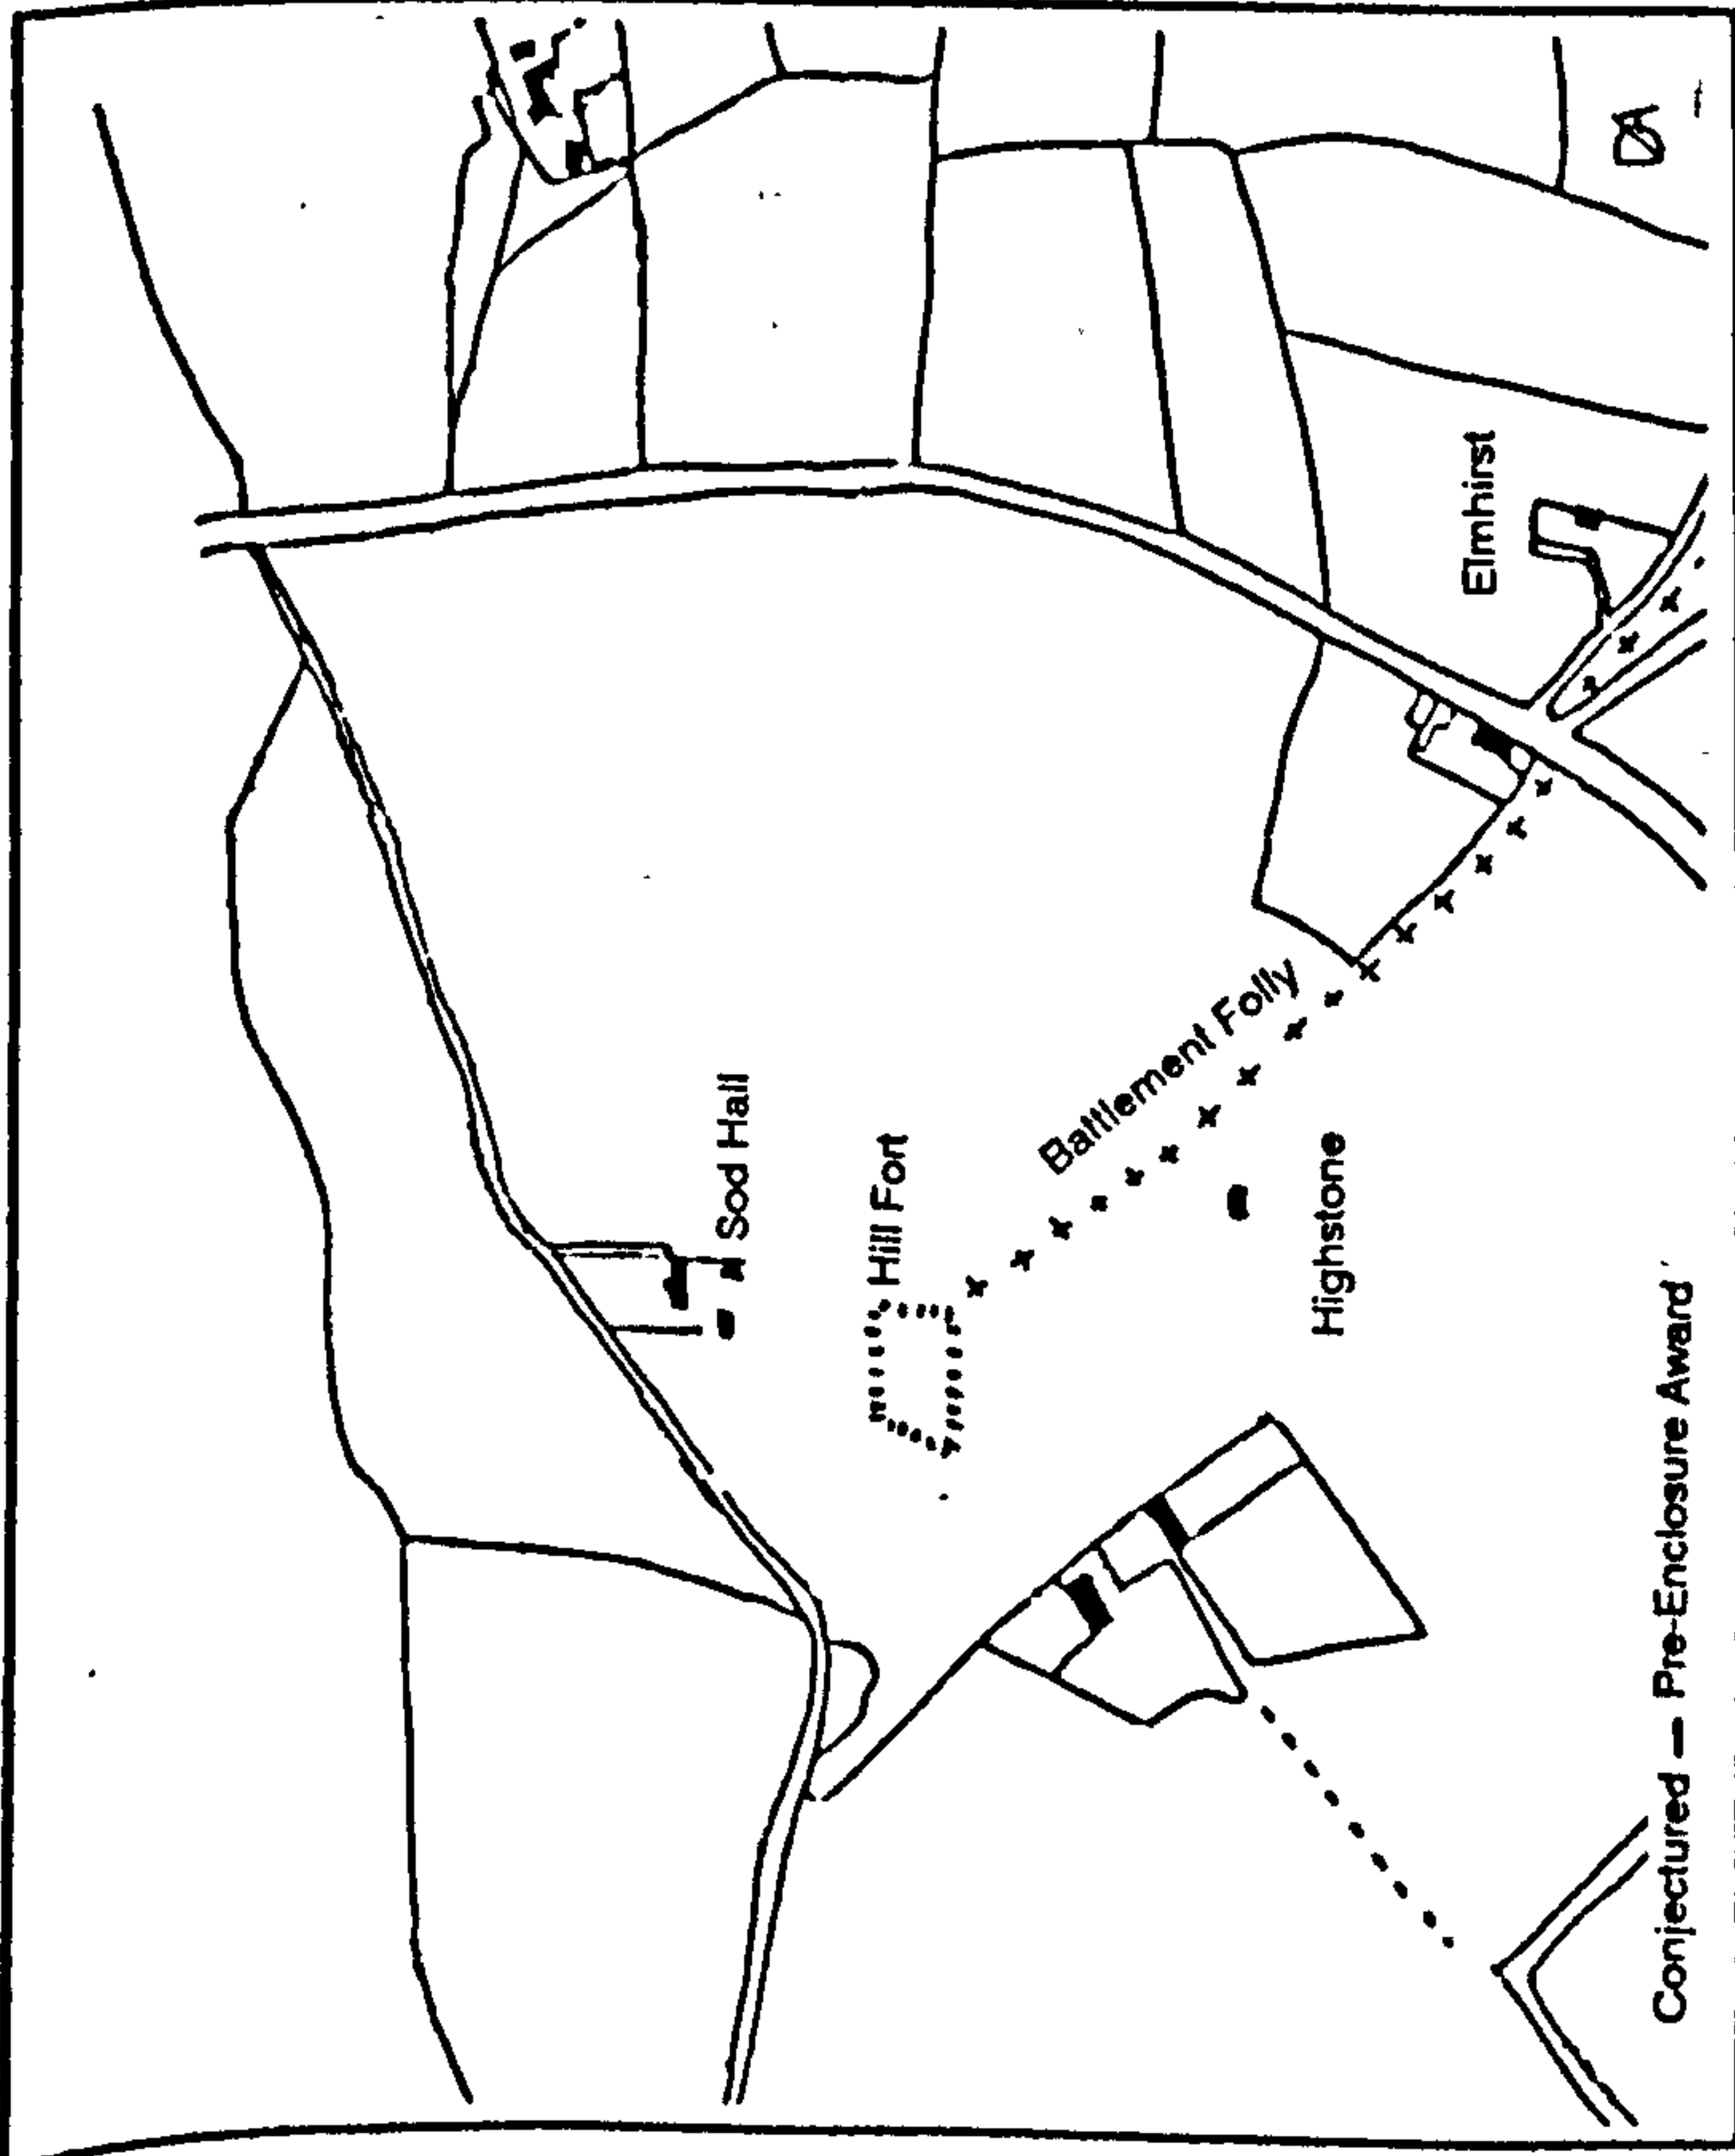 Sod Hall
Hill Fort
Battlement Folly
Elmhirst
Highstone
Conjectured — Pre-Enclosure Award